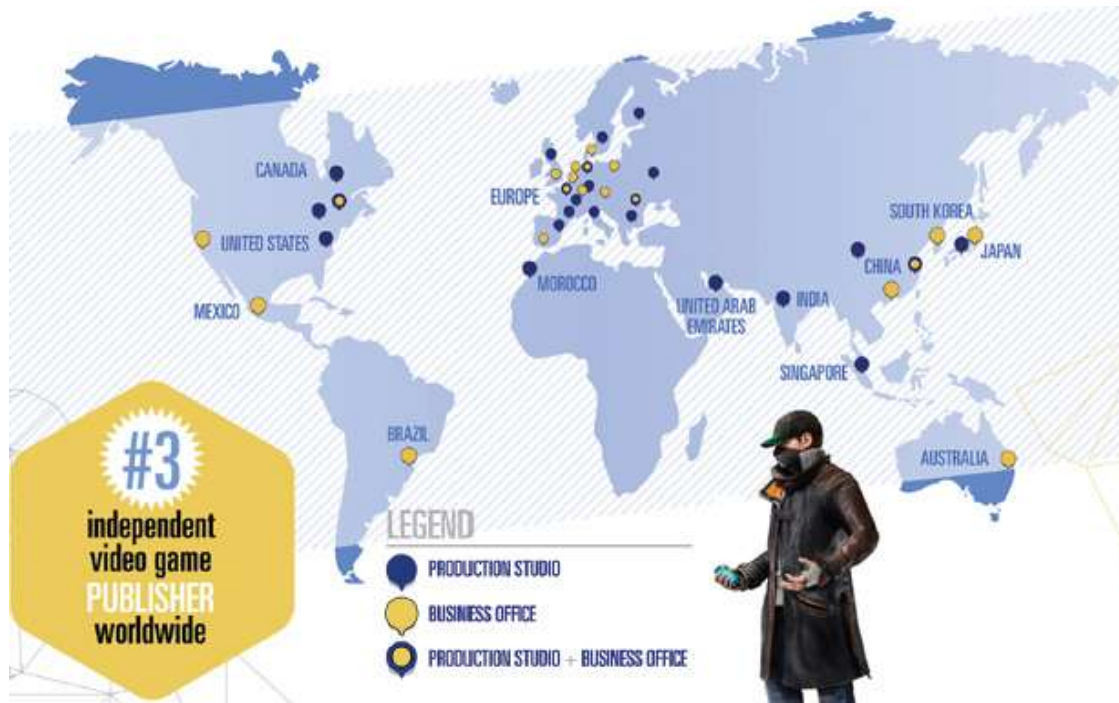 CANADA
EUROPE
SOUTH KOREA
UNITED STATES
CHINA
JAPAN
MOROCCO
MEXICO
UNITED ARAB
EMIRATES
INDIA
SINGAPORE
BRAZIL
AUSTRALIA
#3
independent
video game
PUBLISHER
worldwide
LEGEND
PRODUCTION STUDIO
BUSINESS OFFICE
PRODUCTION STUDIO + BUSINESS OFFICE